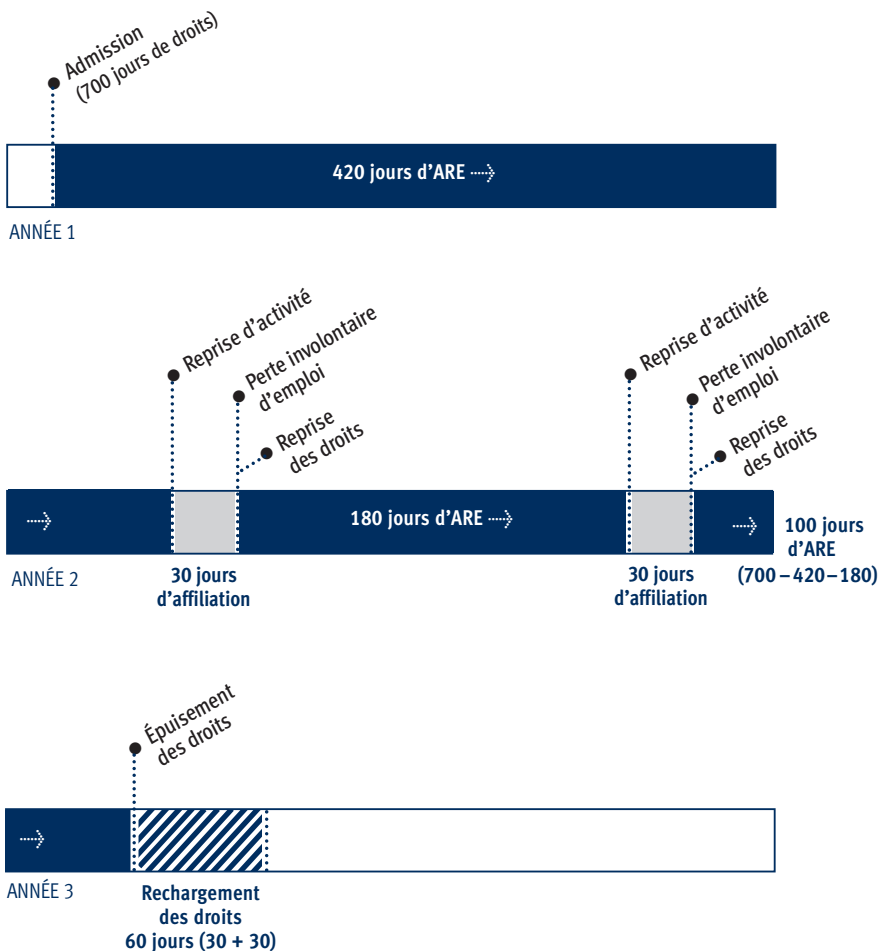 Admission
(700 jours de droits)
420 jours d’ARE
ANNÉE 1
Reprise d’activité
Perte involontaire
d’emploi
Reprise
des droits
Reprise d’activité
Perte involontaire
d’emploi
Reprise
des droits
180 jours d’ARE
100 jours
d’ARE
(700 – 420 – 180)
ANNÉE 2
30 jours
d’affiliation
30 jours
d’affiliation
Épuisement
des droits
ANNÉE 3
Rechargement
des droits
60 jours (30 + 30)